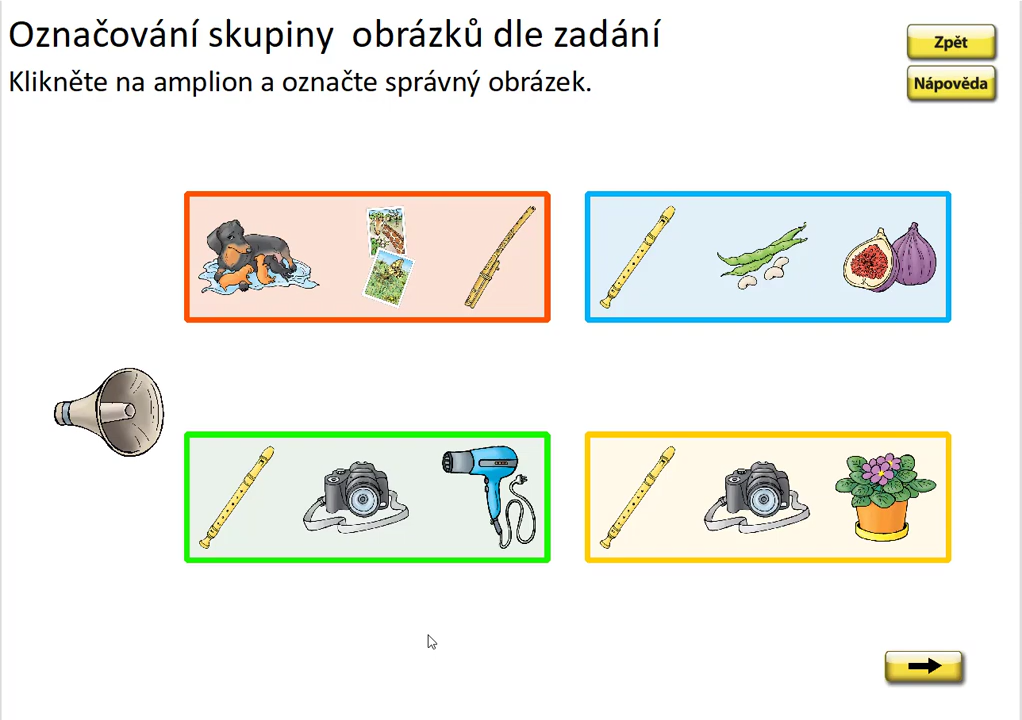 Označování skupiny  obrázků dle zadání
Klikněte na amplion a označte správný obrázek.
Zpět
Nápověda